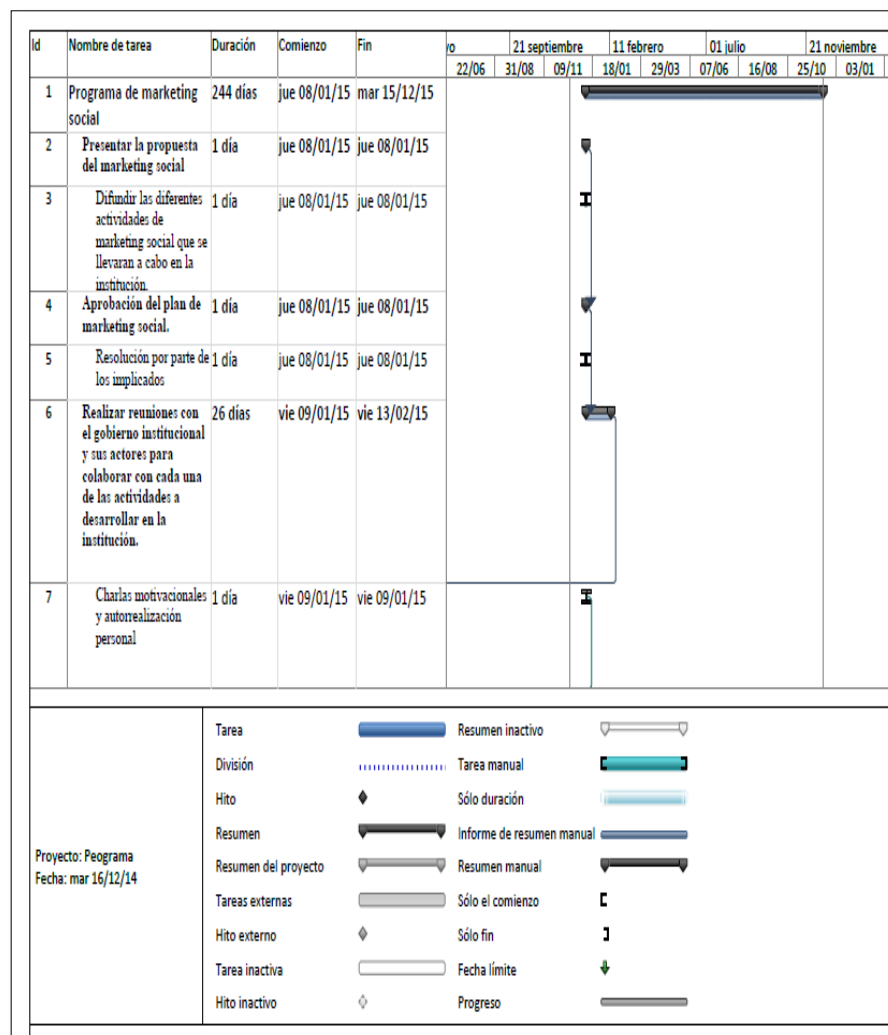 Id Nombre de tarea Duración Comienzo Fin
yo 21 septiembre 11 febrero 01 julio 21 noviembre
22/06 31/08 09/11 18/01 29/03 07/06 16/08 25/10 03/01
1 Programa de marketing 244 días jue 08/01/15 mar 15/12/15
social
2 Presentar la propuesta 1 día jue 08/01/15 jue 08/01/15
del marketing social
3 Difundir las diferentes 1 día jue 08/01/15 jue 08/01/15
actividades de
marketing social que se
llevaran a cabo en la
institución.
4 Aprobación del plan de 1 día jue 08/01/15 jue 08/01/15
marketing social.
5 Resolución por parte de 1 día jue 08/01/15 jue 08/01/15
los implicados
6 Realizar reuniones con 26 días vie 09/01/15 vie 13/02/15
el gobierno institucional
y sus actores para
colaborar con cada una
de las actividades a
desarrollar en la
institución.
7 Charlas motivacionales 1 día vie 09/01/15 vie 09/01/15
y autorrealización
personal
Proyecto: Peograma
Fecha: mar 16/12/14
Tarea
División
Hito
Resumen
Resumen del proyecto
Tareas externas
Hito externo
Tarea inactiva
Hito inactivo
Resumen inactivo
Tarea manual
Sólo duración
Informe de resumen manual
Resumen manual
Sólo el comienzo
Sólo fin
Fecha límite
Progreso